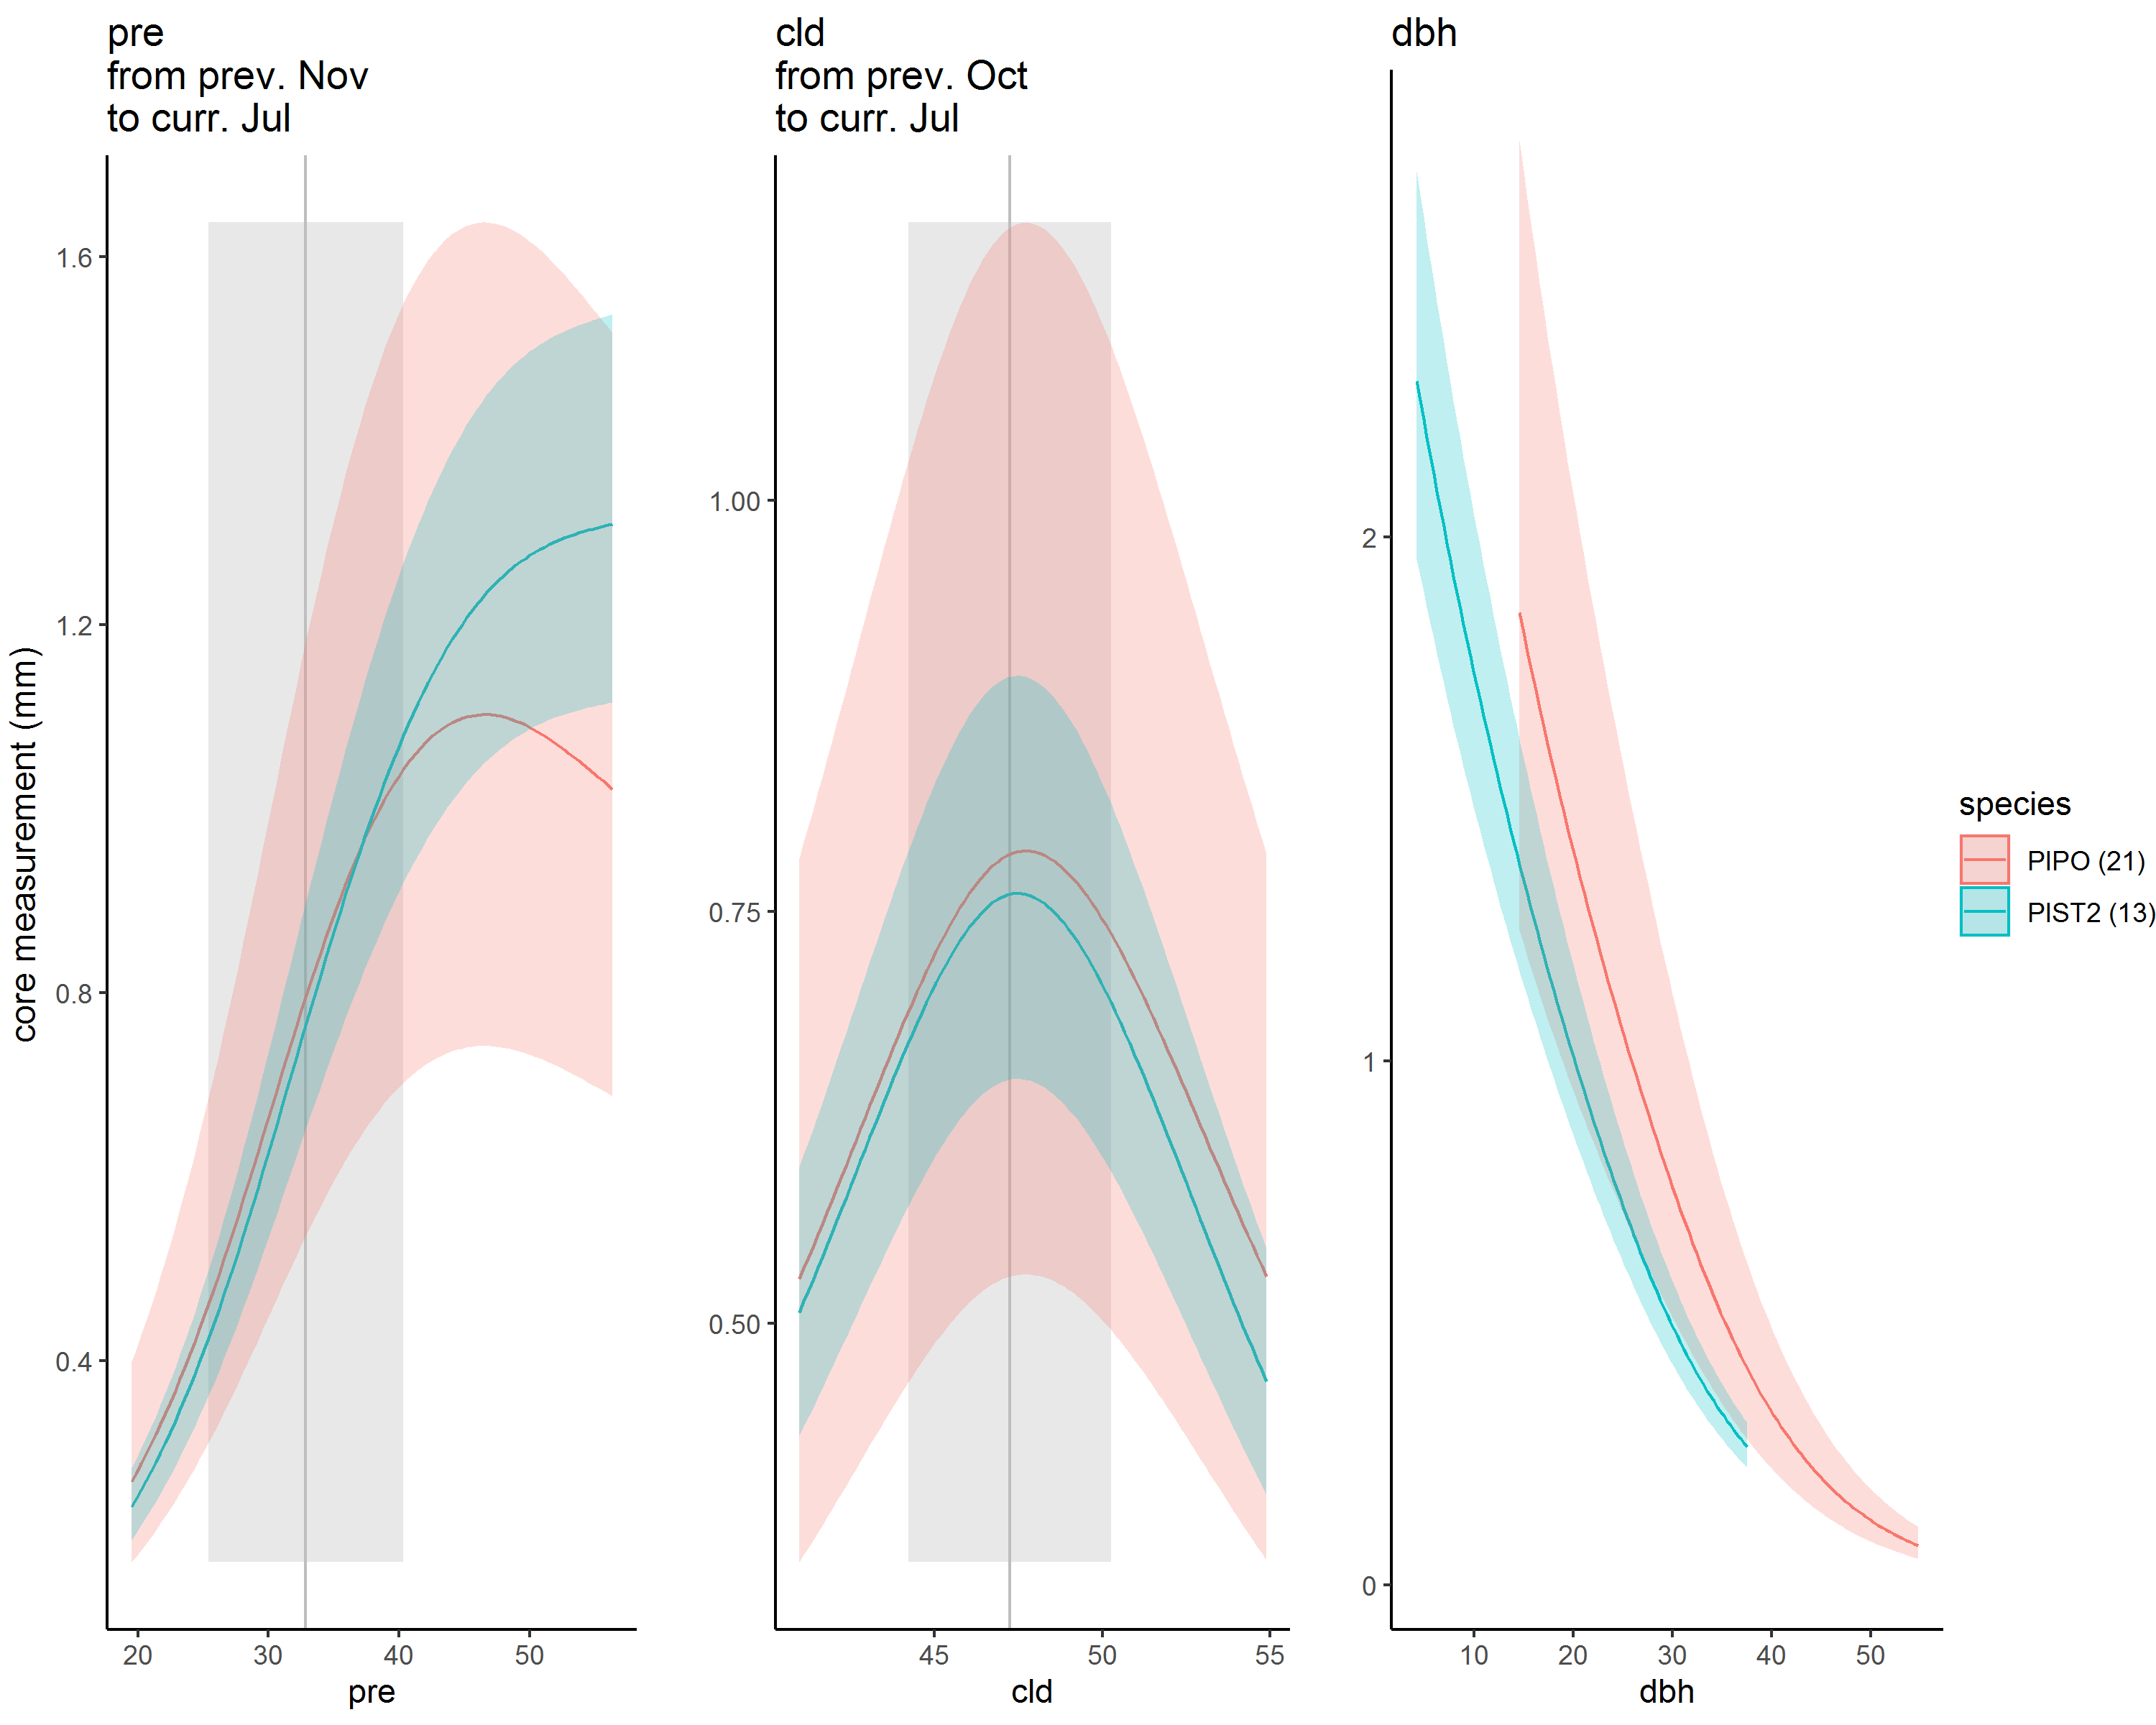 pre
from prev. Nov
to curr. Jul
cld
from prev. Oct
to curr. Jul
dbh
core measurement (mm)
1.6
1.2
0.8
0.4
20 30 40 50
pre
1.00
0.75
0.50
45 50 55
cld
2
1
0
10 20 30 40 50
dbh
species
PIPO (21)
PIST2 (13)